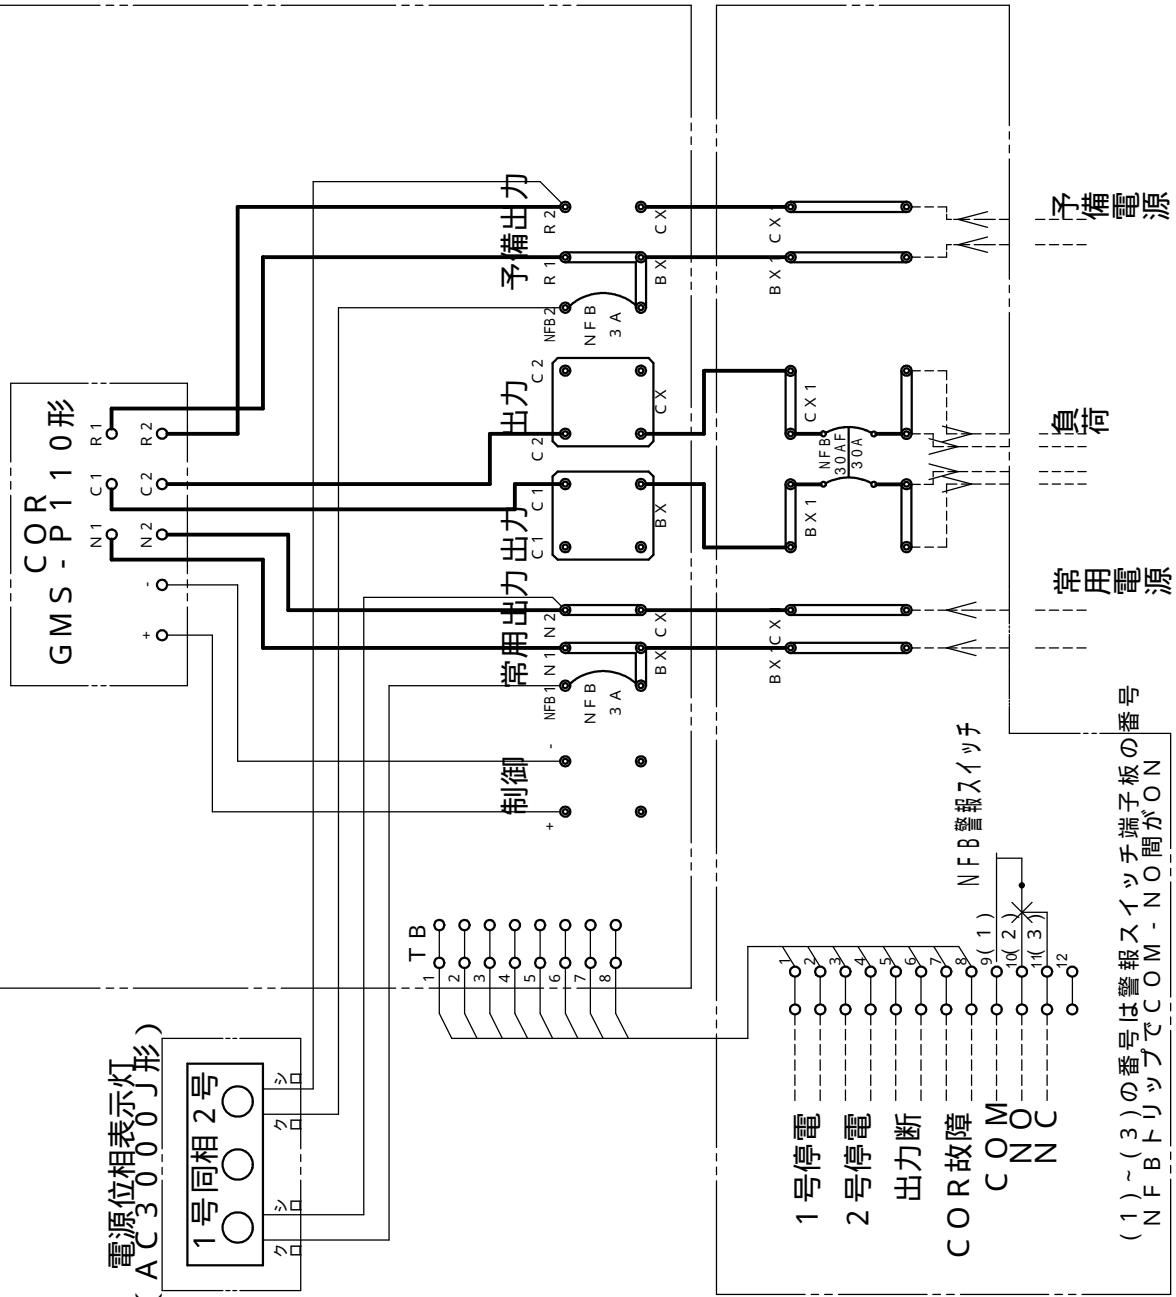 COR
GMS-P110形
R1
R2
C1
C2
N1
N2
-
+
予備出力
R2
R1
NFB2
NFB
3A
CX
BX
CX
BX
予備電源
出力
C2
C2
CX
CX1
NFB
30AF
30A
負荷
出力
C1
C1
BX
BX1
常用出力
N2
N1
NFB1
NFB
3A
CX
BX
CX
BX
常用電源
制御
-
+
TB
1
2
3
4
5
6
7
8
電源位相表示灯
(AC3000J形)
1号同相2号
シロ
クロ
シロ
クロ
NFB警報スイッチ
1
2
3
4
5
6
7
8
9(1)
10(2)
11(3)
12
1号停電
2号停電
出力断
COR故障
COM
NO
NC
(1)~(3)の番号は警報スイッチ端子板の番号
NFBトリップでCOM-NO間がON